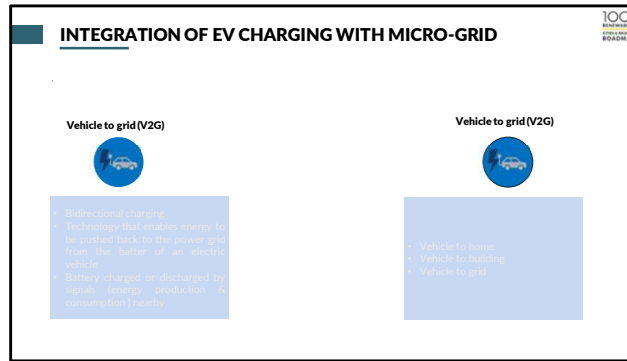 INTEGRATION OF EV CHARGING WITH MICRO-GRID
100
RENEWAB
CITIES & REGIO
ROADMA
.
Vehicle to grid (V2G)
• Bidirectional charging
• Technology that enables energy to
be pushed back to the power grid
from the batter of an electric
vehicle
• Battery charged or discharged by
signals (energy production &
consumption ) nearby
Vehicle to grid (V2G)
• Vehicle to home
• Vehicle to building
• Vehicle to grid